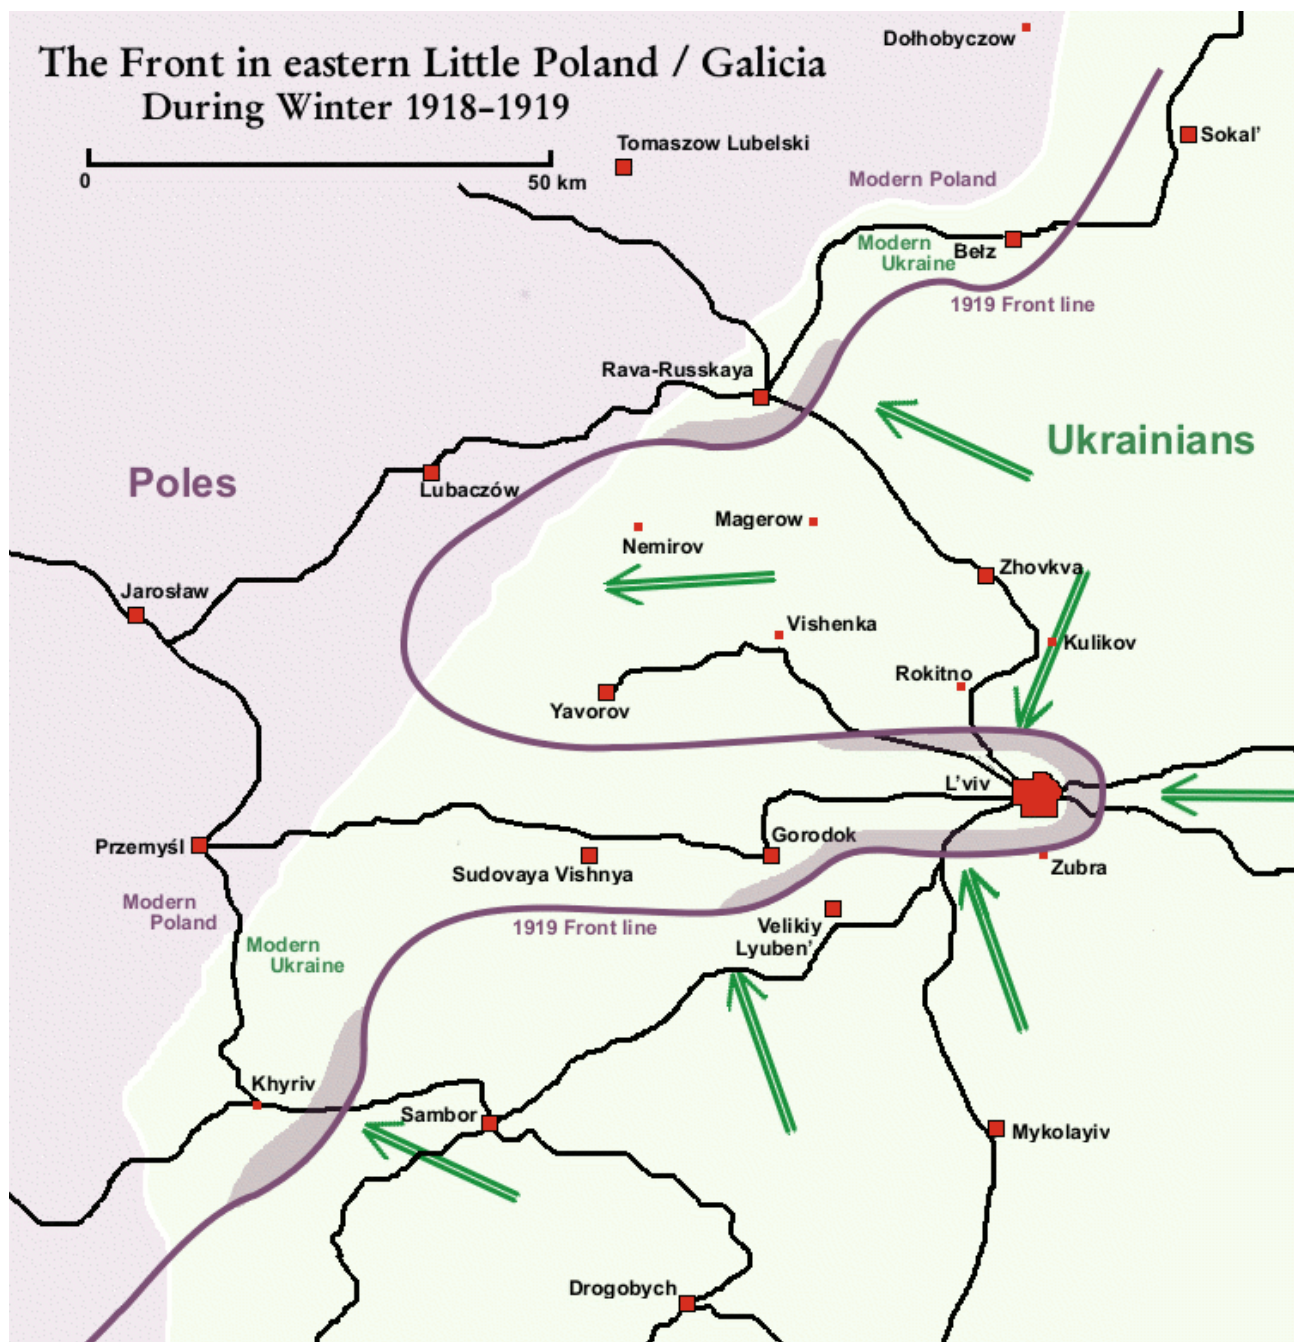 The Front in eastern Little Poland / Galicia
During Winter 1918-1919
0
50 km
Dołhobyczow
Tomaszow Lubelski
Sokal'
Modern Poland
Modern
Ukraine
Bełz
1919 Front line
Rava-Russkaya
Ukrainians
Poles
Lubaczów
Magerow
Nemirov
Zhovkva
Jarosław
Vishenka
Kulikov
Rokitno
Yavorov
L'viv
Gorodok
Przemyśl
Sudovaya Vishnya
Zubra
Modern
Poland
Velikiy
Lyuben'
1919 Front line
Modern
Ukraine
Khyriv
Sambor
Mykolayiv
Drogobych